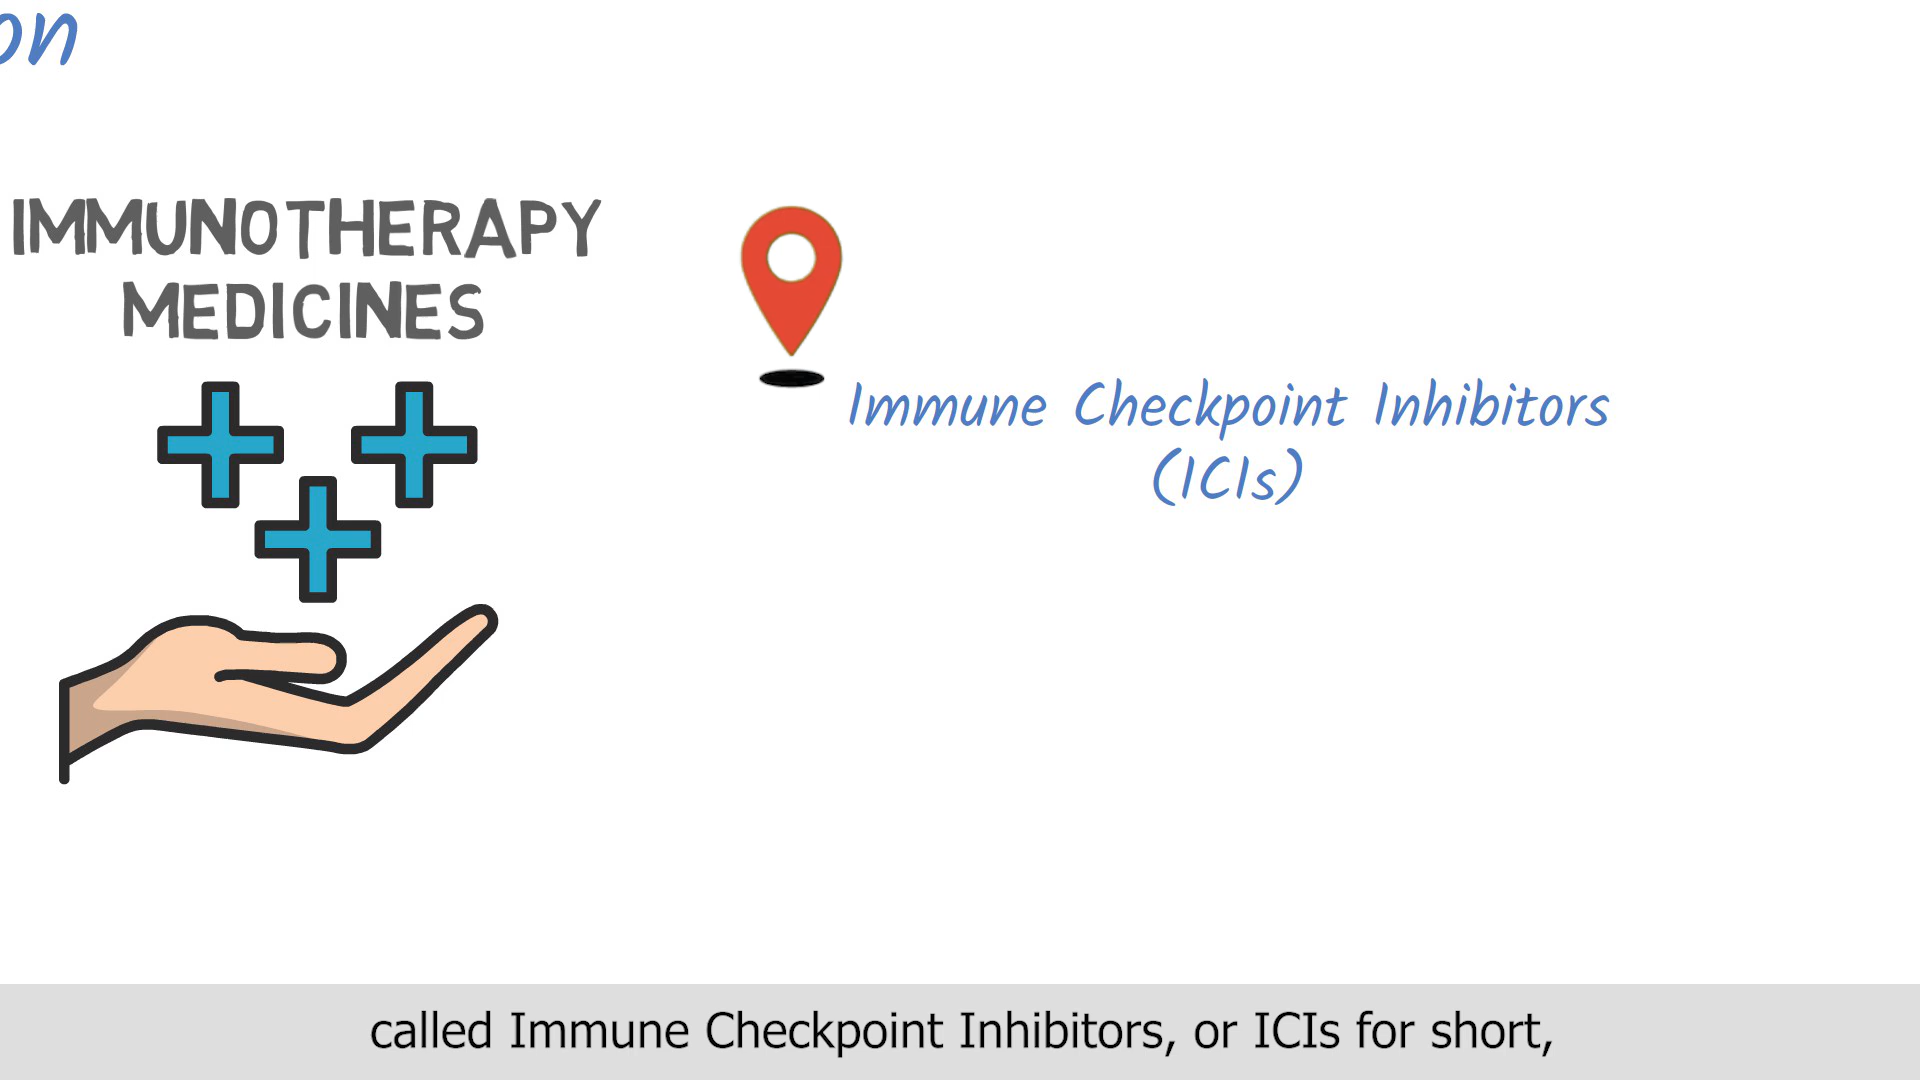 on
IMMUNOTHERAPY
MEDICINES
Immune Checkpoint Inhibitors
(ICIs)
called Immune Checkpoint Inhibitors, or ICIs for short,